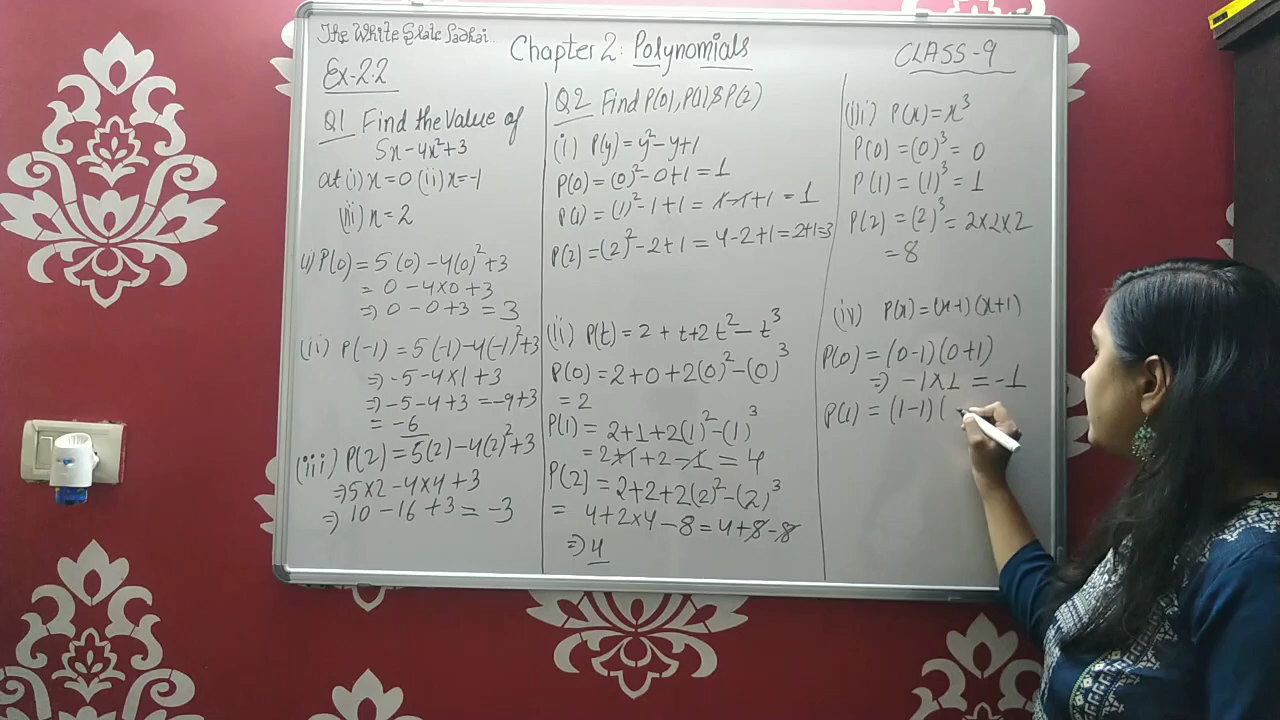 The White Slate Padhai
Chapter 2: Polynomials
CLASS-9
Ex-2.2
Q1 Find the Value of
5x-4x²+3
at (i) x=0 (ii) x=-1
(iii) x=2
(i) P(0) = 5(0) - 4(0)²+3
= 0 - 4×0 +3
=> 0 - 0+3 = 3
(ii) P(-1) = 5(-1)-4(-1)²+3
=> -5-4×1+3
=> -5-4+3 = -9+3
= -6
(iii) P(2) = 5(2)-4(2)²+3
=> 5×2 -4×4 +3
=> 10 -16 +3 = -3
Q2 Find P(0), P(1) & P(2)
(i) P(y) = y²-y+1
P(0) = (0)²-0+1 = 1
P(1) = (1)²-1+1 = 1-1+1 = 1
P(2) = (2)²-2+1 = 4-2+1 = 2+1=3
(ii) P(t) = 2 + t+2t²-t³
P(0) = 2+0+2(0)²-(0)³
= 2
P(1) = 2+1+2(1)²-(1)³
= 2+1+2-1 = 4
P(2) = 2+2+2(2)²-(2)³
= 4+2×4-8 = 4+8-8
=> 4
(iii) P(x) = x³
P(0) = (0)³ = 0
P(1) = (1)³ = 1
P(2) = (2)³ = 2×2×2
= 8
(iv) P(x) = (x-1)(x+1)
P(0) = (0-1)(0+1)
=> -1×1 = -1
P(1) = (1-1)(